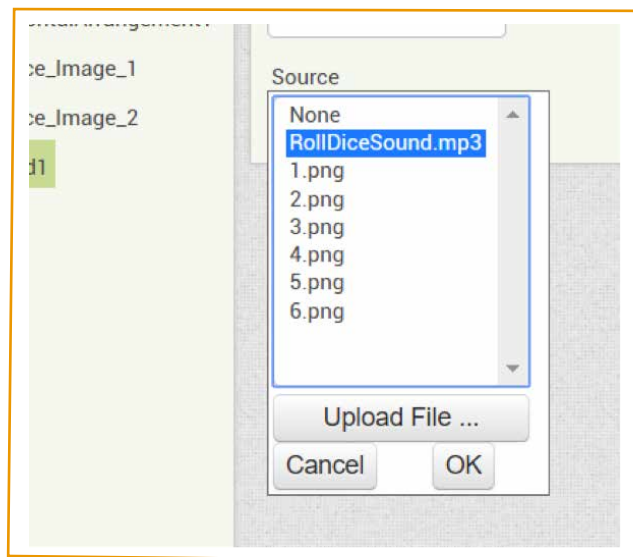 ce_Image_1
ce_Image_2
d1
Source
None
RollDiceSound.mp3
1.png
2.png
3.png
4.png
5.png
6.png
Upload File ...
Cancel
OK